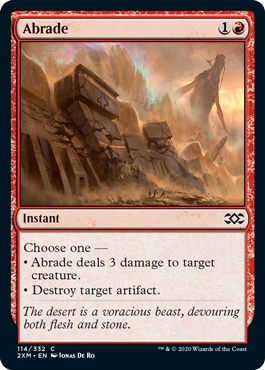 Abrade 1
Instant
Choose one —
• Abrade deals 3 damage to target
creature.
• Destroy target artifact.
The desert is a voracious beast, devouring
both flesh and stone.
114/332 C
2XM • EN Jonas De Ro
™ & © 2020 Wizards of the Coast